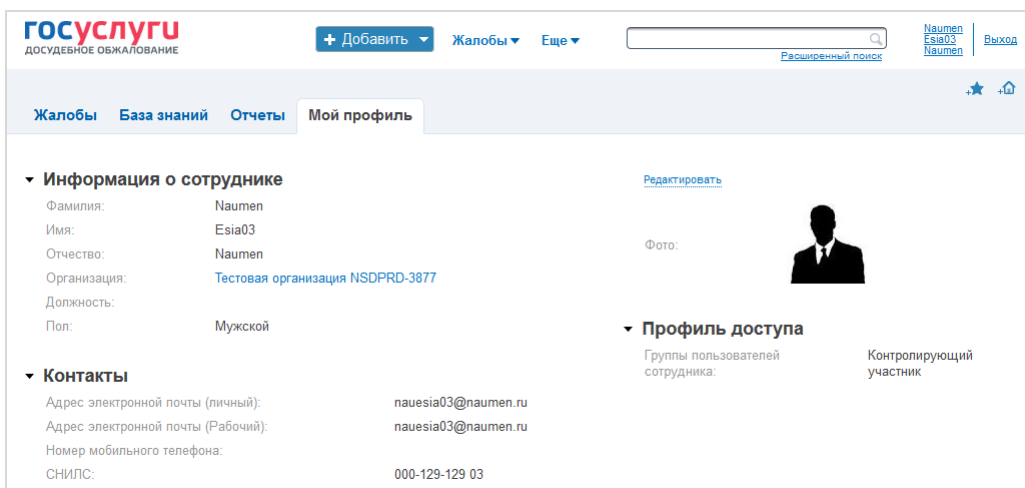 госуслуги
ДОСУДЕБНОЕ ОБЖАЛОВАНИЕ
+ Добавить
Жалобы
Еще
Расширенный поиск
Naumen
Esia03
Naumen
Выход
Жалобы База знаний Отчеты Мой профиль
Информация о сотруднике
Фамилия: Naumen
Имя: Esia03
Отчество: Naumen
Организация: Тестовая организация NSDPRD-3877
Должность:
Пол: Мужской
Редактировать
Фото:
Профиль доступа
Группы пользователей
сотрудника:
Контролирующий
участник
Контакты
Адрес электронной почты (личный): nauesia03@naumen.ru
Адрес электронной почты (Рабочий): nauesia03@naumen.ru
Номер мобильного телефона:
СНИЛС: 000-129-129 03